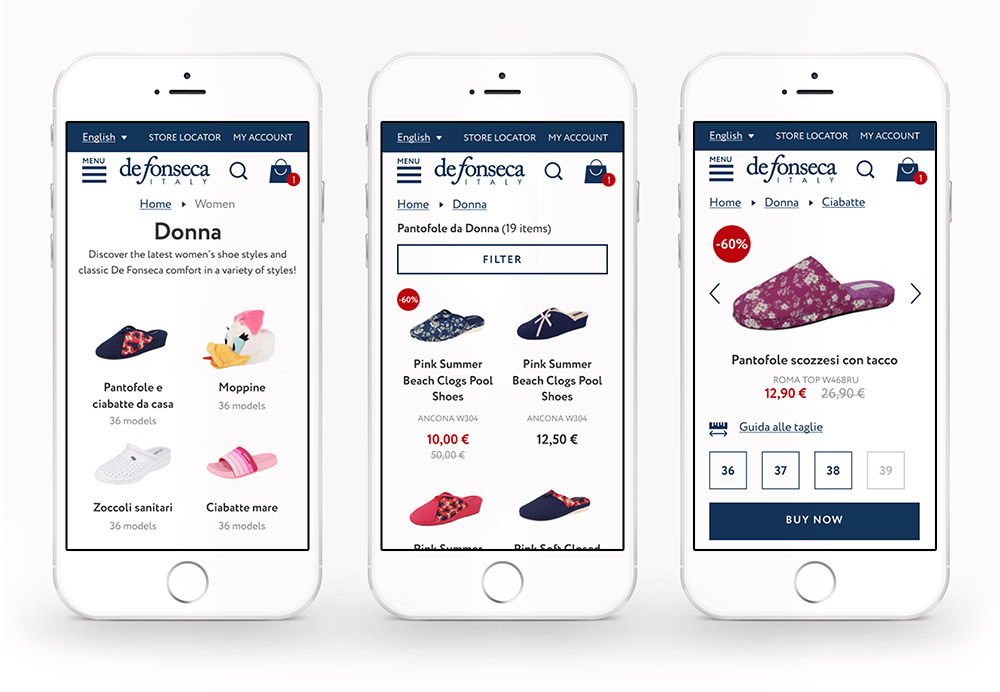 English
STORE LOCATOR
MY ACCOUNT
MENU
de fonseca
ITALY
1
Home
Women
Donna
Discover the latest women's shoe styles and
classic De Fonseca comfort in a variety of styles!
Pantofole e
ciabatte da casa
36 models
Moppine
36 models
Zoccoli sanitari
36 models
Ciabatte mare
36 models
English
STORE LOCATOR
MY ACCOUNT
MENU
de fonseca
ITALY
1
Home
Donna
Pantofole da Donna (19 items)
FILTER
-60%
Pink Summer
Beach Clogs Pool
Shoes
ANCONA W304
10,00 €
50,00 €
Pink Summer
Beach Clogs Pool
Shoes
ANCONA W304
12,50 €
Pink Summer
Pink Soft Closed
English
STORE LOCATOR
MY ACCOUNT
MENU
de fonseca
ITALY
1
Home
Donna
Ciabatte
-60%
Pantofole scozzesi con tacco
ROMA TOP W468RU
12,90 €
26,90 €
Guida alle taglie
36
37
38
39
BUY NOW